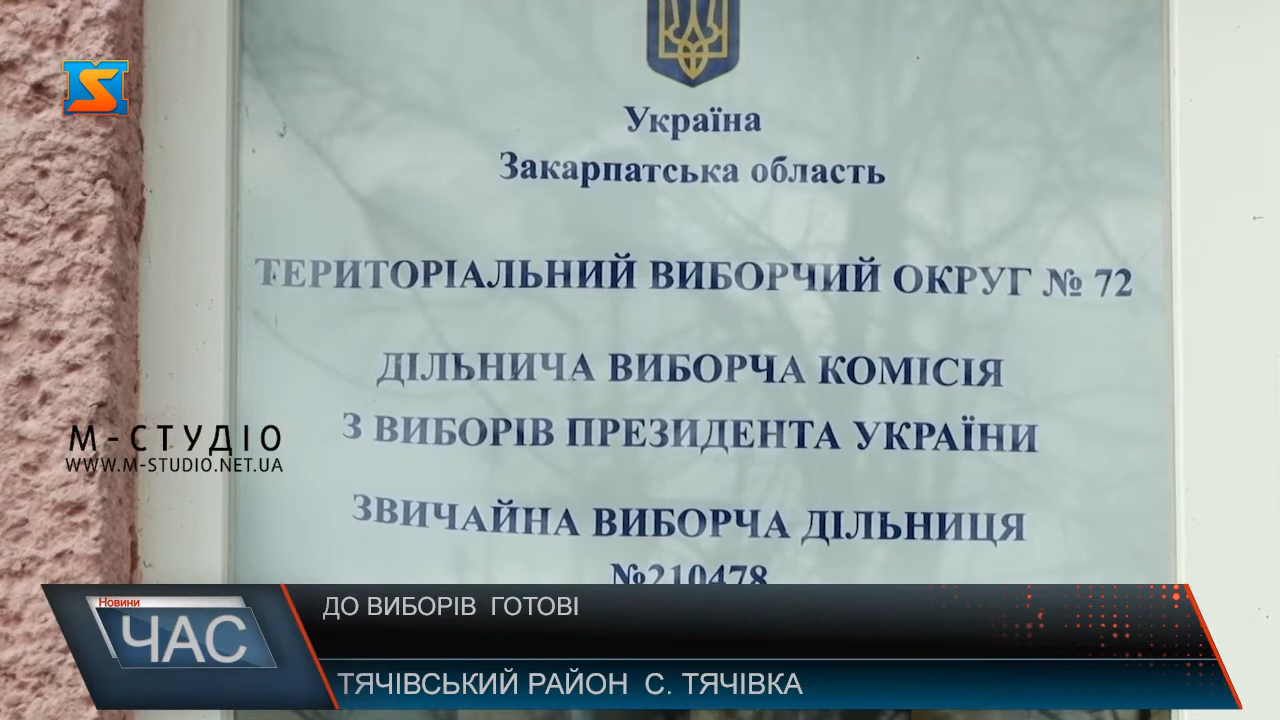 Україна
Закарпатська область
ТЕРИТОРІАЛЬНИЙ ВИБОРЧИЙ ОКРУГ № 72
ДІЛЬНИЧА ВИБОРЧА КОМІСІЯ
З ВИБОРІВ ПРЕЗИДЕНТА УКРАЇНИ
ЗВИЧАЙНА ВИБОРЧА ДІЛЬНИЦЯ
№210478
М-СТУДІО
WWW.M-STUDIO.NET.UA
Новини
ЧАС
ДО ВИБОРІВ ГОТОВІ
ТЯЧІВСЬКИЙ РАЙОН С. ТЯЧІВКА